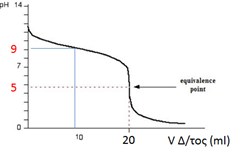 pH
14
9
7
equivalence
point
5
0
10
20
V Δ/τος (ml)